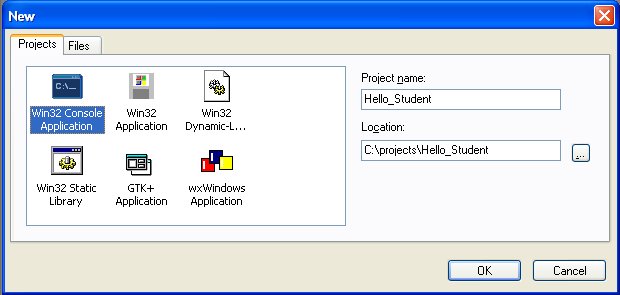 New
Projects
Files
C:\_
Win32 Console
Application
Win32
Application
Win32
Dynamic-L...
Win32 Static
Library
GTK+
Application
wxWindows
Application
Project name:
Hello_Student
Location:
C:\projects\Hello_Student
...
OK
Cancel